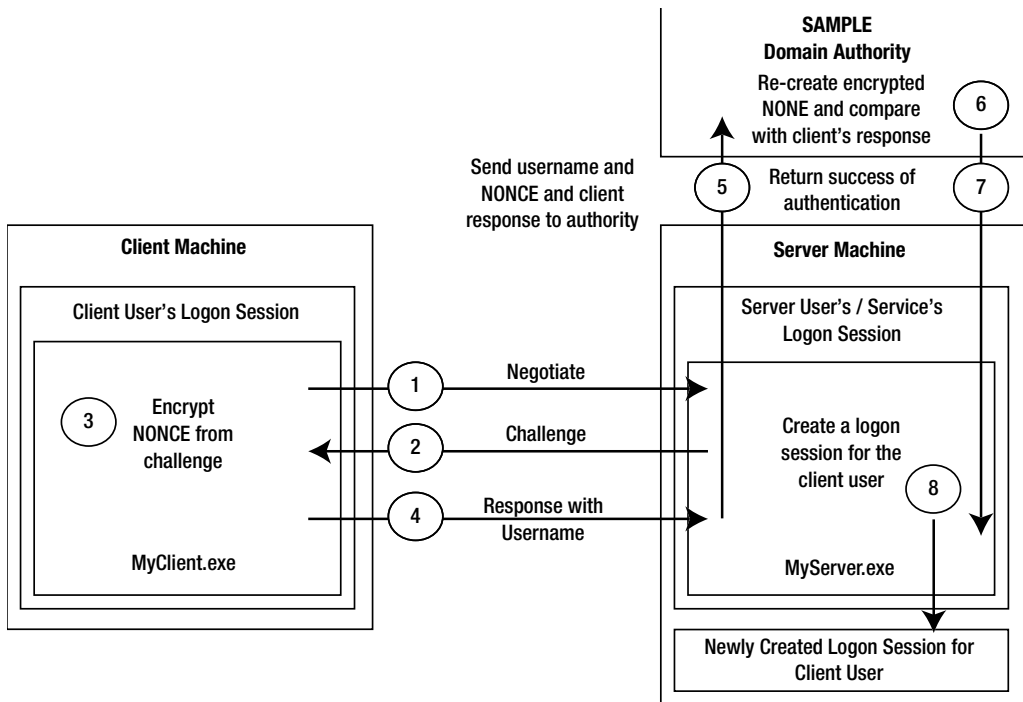 SAMPLE
Domain Authority
Re-create encrypted
NONE and compare
with client's response
6
Send username and
NONCE and client
response to authority
5
Return success of
authentication
7
Client Machine
Client User's Logon Session
3
Encrypt
NONCE from
challenge
MyClient.exe
1
Negotiate
2
Challenge
4
Response with
Username
Server Machine
Server User's / Service's
Logon Session
Create a logon
session for the
client user
8
MyServer.exe
Newly Created Logon Session for
Client User